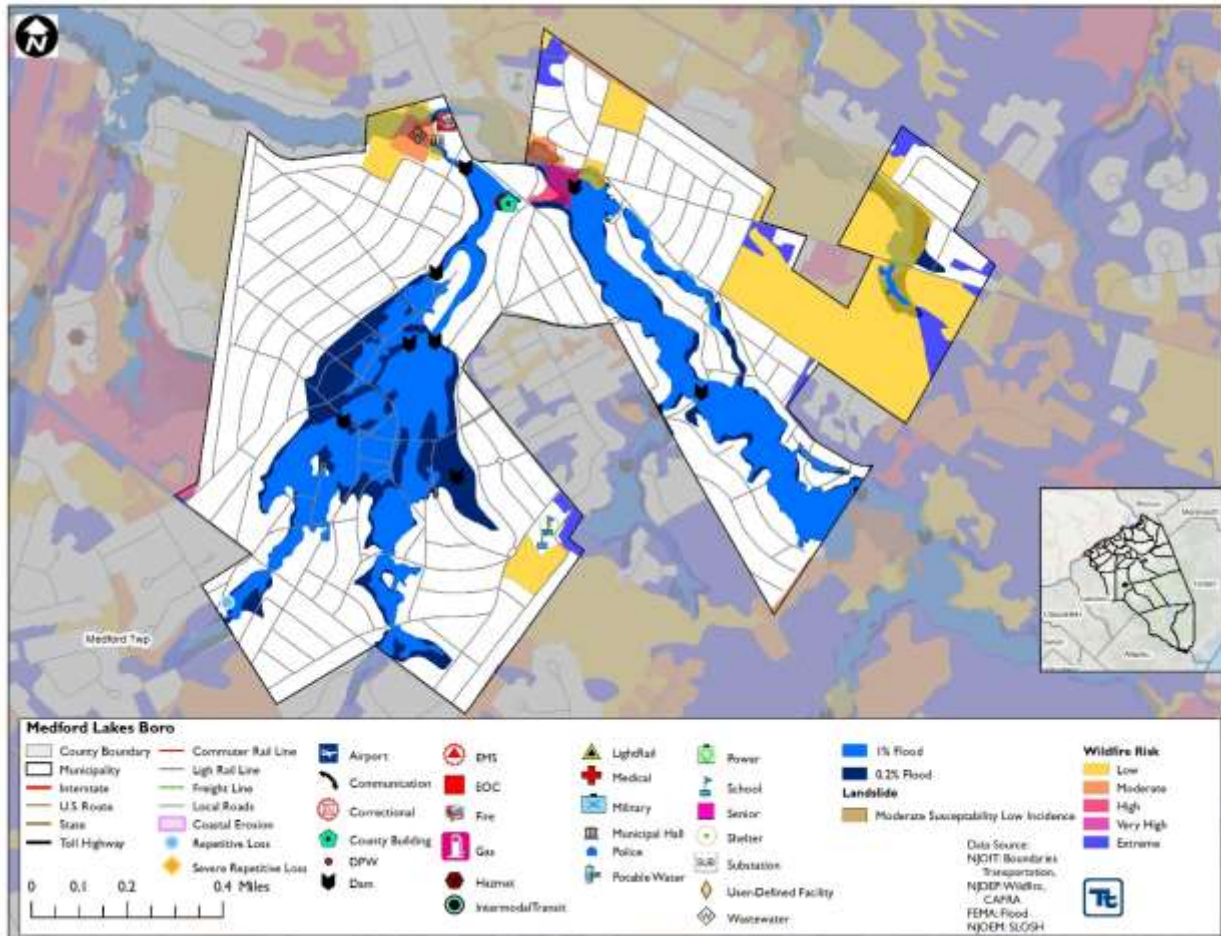 N
Medford Twp
Medford Lakes Boro
County Boundary
Municipality
Interstate
U.S. Route
State
Toll Highway
Commuter Rail Line
Ligh Rail Line
Freight Line
Local Roads
Coastal Erosion
Repetitive Loss
Severe Repetitive Loss
0 0.1 0.2 0.4 Miles
Airport
Communication
Correctional
County Building
DPW
Dam
EMS
EOC
Fire
Gas
Hazmat
IntermodalTransit
LightRail
Medical
Military
Municipal Hall
Police
Potable Water
Power
School
Senior
Shelter
SUB
Substation
User-Defined Facility
W
Wastewater
1% Flood
0.2% Flood
Landslide
Moderate Susceptability Low Incidence
Data Source:
NJOIT: Boundaries
Transportation,
NJDEP: Wildfire,
CAFRA
FEMA: Flood
NJOEM: SLOSH
Wildfire Risk
Low
Moderate
High
Very High
Extreme
Tt